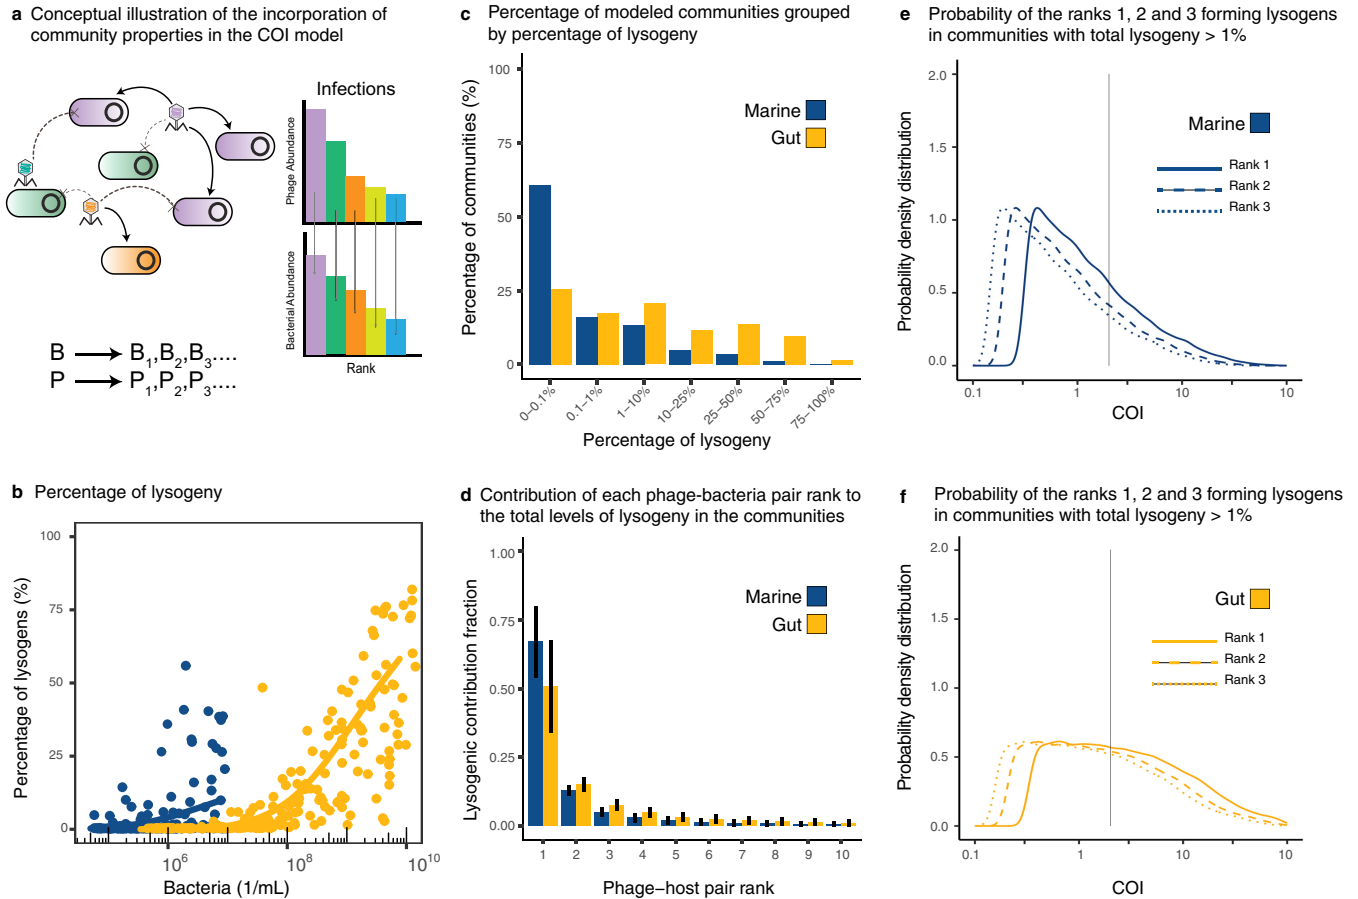 a Conceptual illustration of the incorporation of
community properties in the COI model
Infections
Phage Abundance
Bacterial Abundance
Rank
B → B1,B2,B3....
P → P1,P2,P3....
b Percentage of lysogeny
Percentage of lysogens (%)
100
75
50
25
0
10^6
10^8
10^10
Bacteria (1/mL)
c Percentage of modeled communities grouped
by percentage of lysogeny
Percentage of communities (%)
100
75
50
25
0
Marine
Gut
0−0.1%
0.1−1%
1−10%
10−25%
25−50%
50−75%
75−100%
Percentage of lysogeny
d Contribution of each phage-bacteria pair rank to
the total levels of lysogeny in the communities
Lysogenic contribution fraction
1.00
0.75
0.50
0.25
0.00
Marine
Gut
1 2 3 4 5 6 7 8 9 10
Phage−host pair rank
e Probability of the ranks 1, 2 and 3 forming lysogens
in communities with total lysogeny > 1%
Probability density distribution
2.0
1.5
1.0
0.5
0.0
Marine
Rank 1
Rank 2
Rank 3
0.1 1 10 10
COI
f Probability of the ranks 1, 2 and 3 forming lysogens
in communities with total lysogeny > 1%
Probability density distribution
2.0
1.5
1.0
0.5
0.0
Gut
Rank 1
Rank 2
Rank 3
0.1 1 10 10
COI